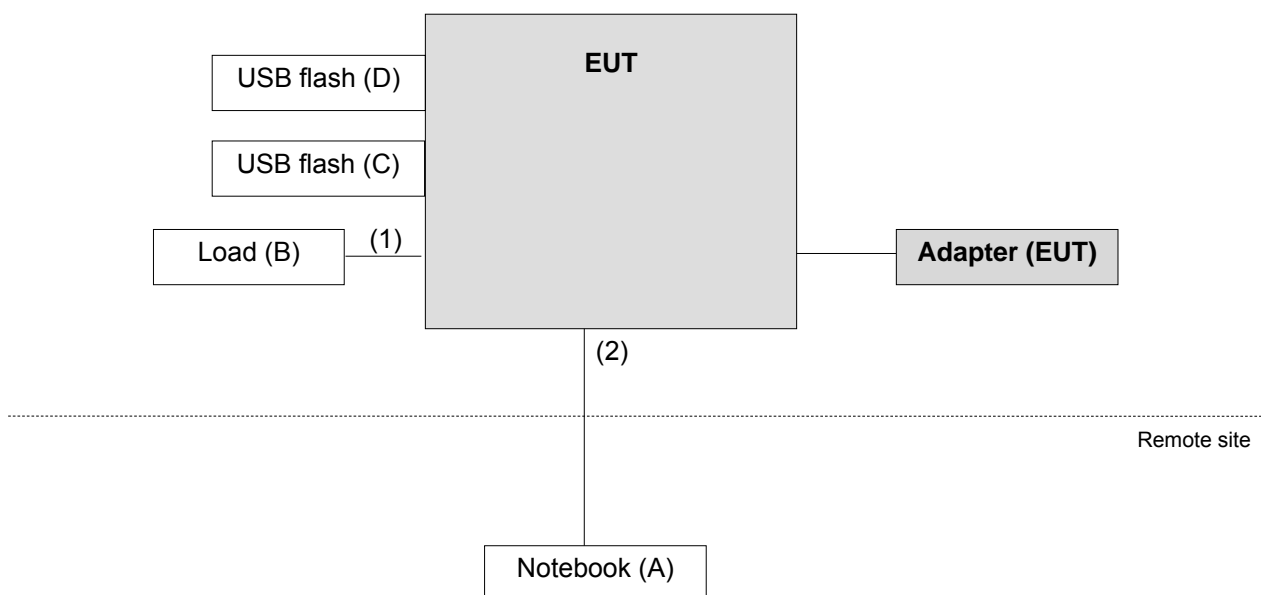 EUT
USB flash (D)
USB flash (C)
Load (B)
(1)
Adapter (EUT)
(2)
Remote site
Notebook (A)